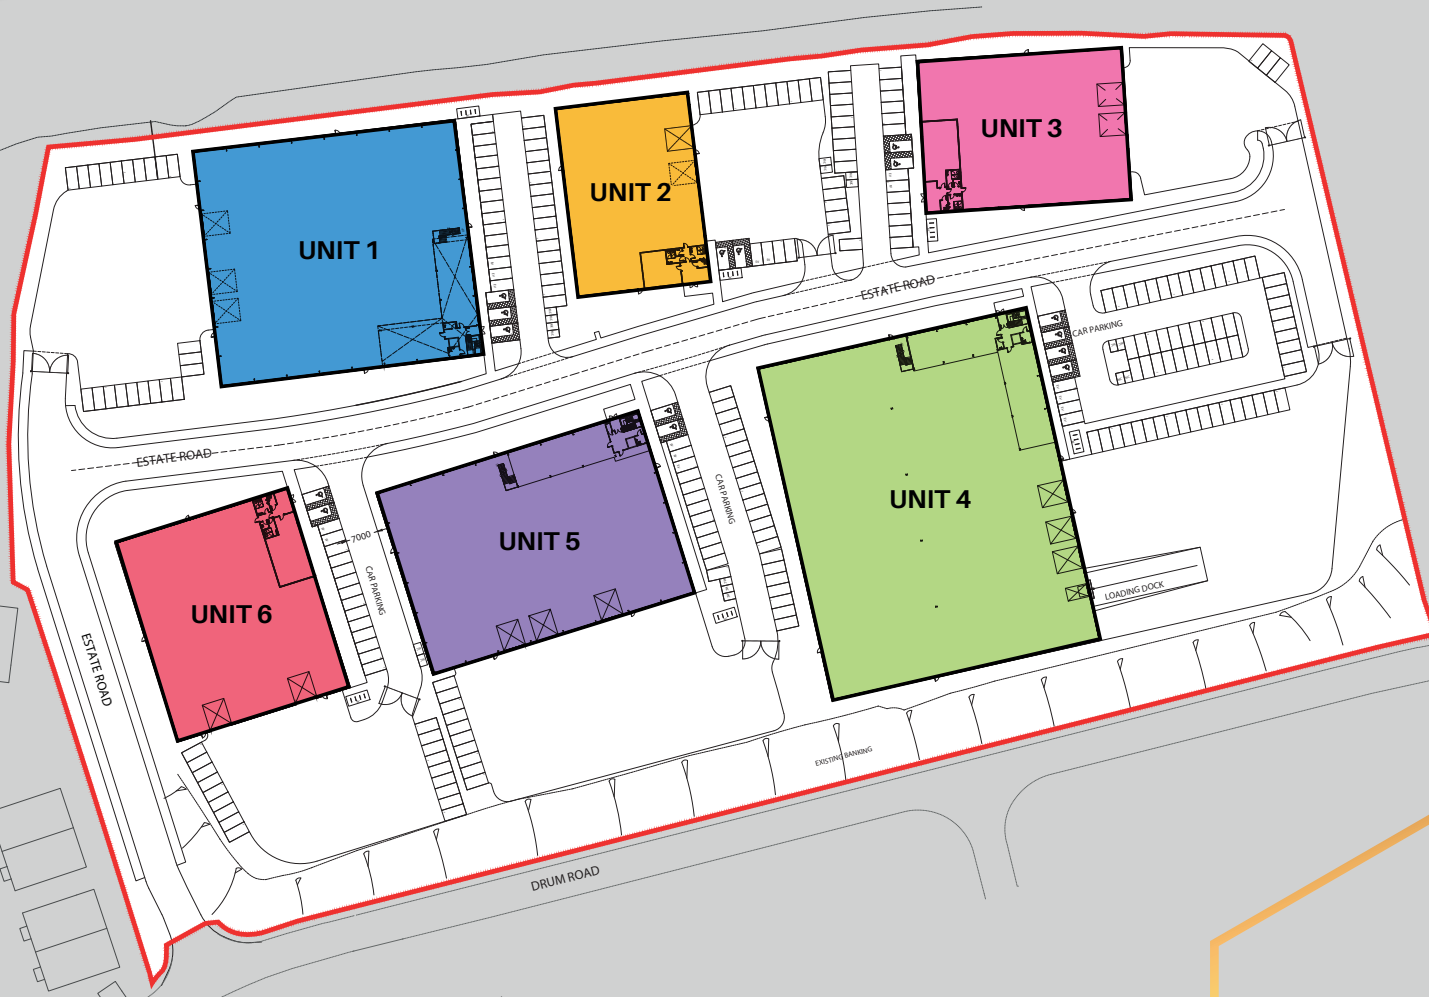 UNIT 3
UNIT 2
UNIT 1
ESTATE ROAD
CAR PARKING
ESTATE ROAD
CAR PARKING
UNIT 4
UNIT 5
7000
CAR PARKING
LOADING DOCK
UNIT 6
ESTATE ROAD
EXISTING BANKING
DRUM ROAD